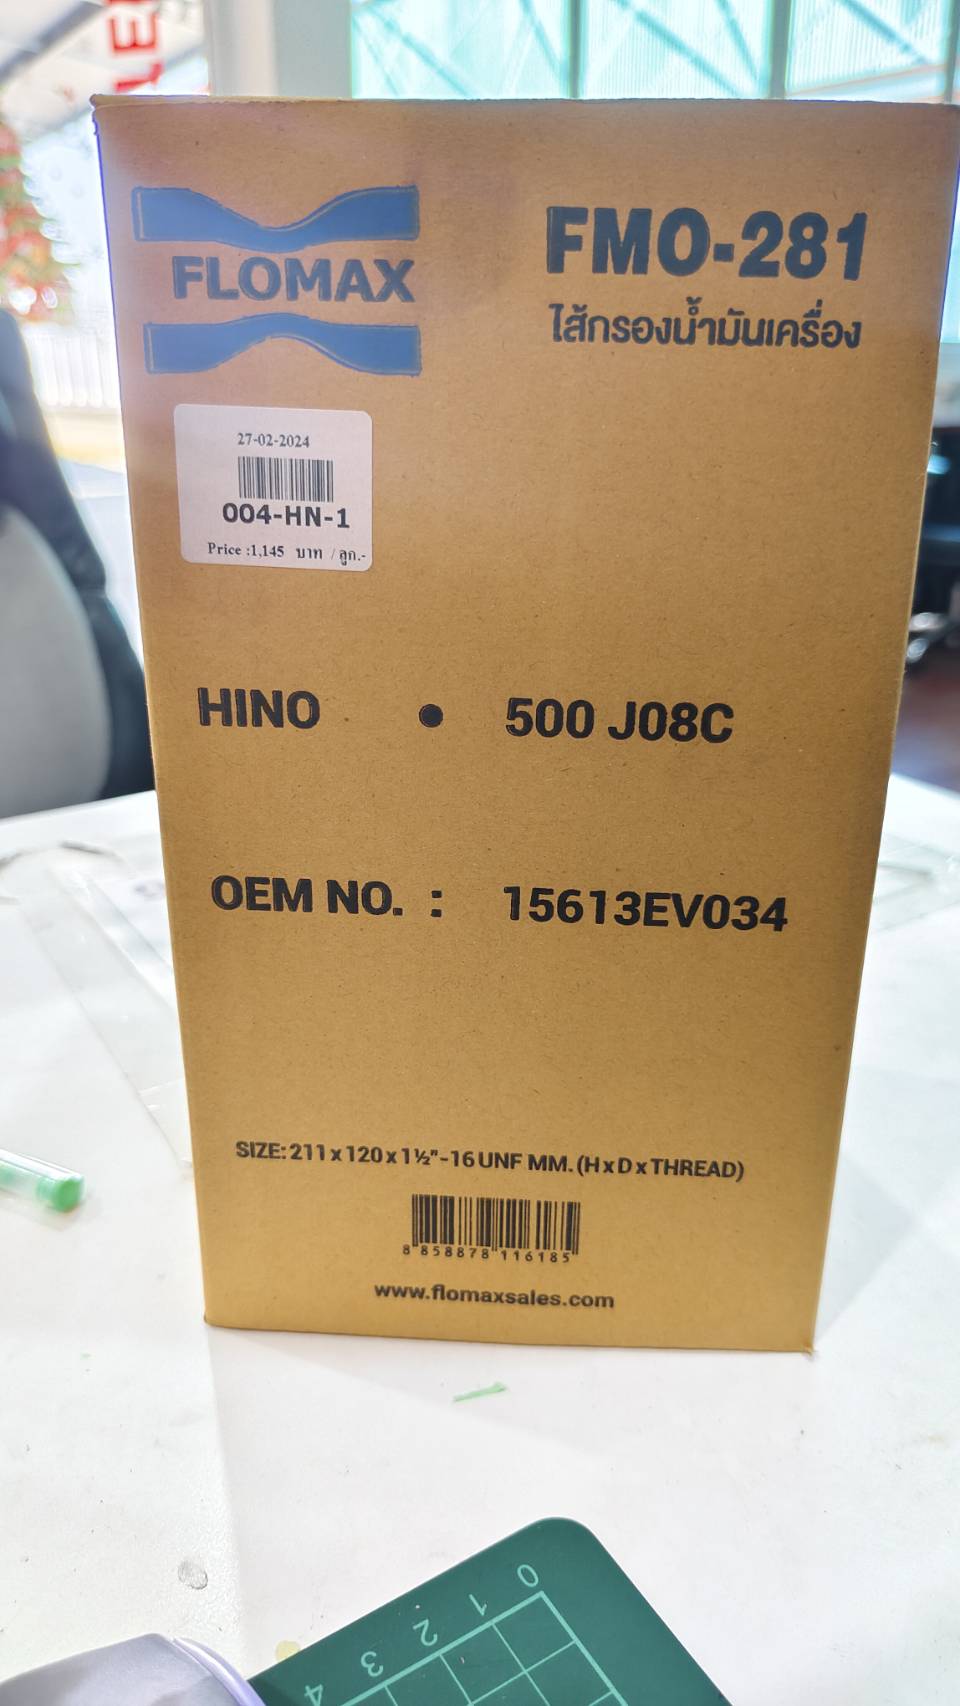 FLOMAX
FMO-281
ไส้กรองน้ำมันเครื่อง
27-02-2024
004-HN-1
Price :1,145 บาท / ลูก.-
HINO • 500 J08C
OEM NO. : 15613EV034
SIZE: 211 x 120 x 1½"-16 UNF MM. (H x D x THREAD)
8 858878 116185
www.flomaxsales.com
0
1
2
3
4